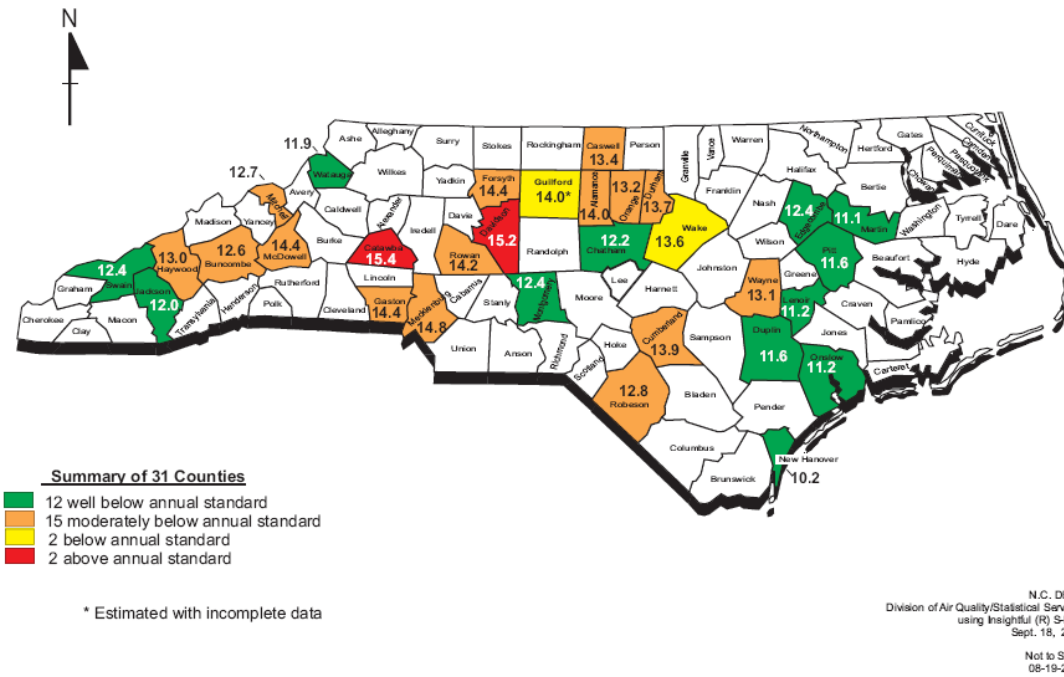 N
Ashe
Alleghany
Surry
Stokes
Rockingham
Caswell
13.4
Person
Granville
Vance
Warren
Northampton
Gates
Hertford
Currituck
Camden
Pasquotank
Perquimans
Chowan
11.9
Watauga
Wilkes
Yadkin
Forsyth
14.4
Guilford
14.0*
Alamance
14.0
13.2
Orange
Durham
13.7
Franklin
Halifax
Bertie
12.7
Mitchell
Avery
Caldwell
Alexander
Iredell
Davie
Davidson
15.2
Randolph
12.2
Chatham
Wake
13.6
Nash
12.4
Edgecombe
11.1
Martin
Washington
Tyrrell
Dare
Madison
Yancey
Burke
Catawba
15.4
Rowan
14.2
Wilson
Pitt
11.6
Beaufort
Hyde
12.4
Swain
13.0
Haywood
12.6
Buncombe
14.4
McDowell
Lincoln
12.4
Montgomery
Lee
Johnston
Wayne
13.1
Greene
Graham
Jackson
12.0
Transylvania
Henderson
Polk
Rutherford
Cleveland
Gaston
14.4
Mecklenburg
14.8
Cabarrus
Stanly
Moore
Harnett
Lenoir
11.2
Craven
Pamlico
Cherokee
Clay
Macon
Union
Anson
Richmond
Scotland
Hoke
Cumberland
13.9
Sampson
Duplin
11.6
Jones
Onslow
11.2
Carteret
12.8
Robeson
Bladen
Pender
Columbus
Brunswick
New Hanover
10.2
Summary of 31 Counties
12 well below annual standard
15 moderately below annual standard
2 below annual standard
2 above annual standard
* Estimated with incomplete data
N.C.
Division of Air Quality/Statistical
using Insightful (R)
Sept. 18,
Not to
08-19-